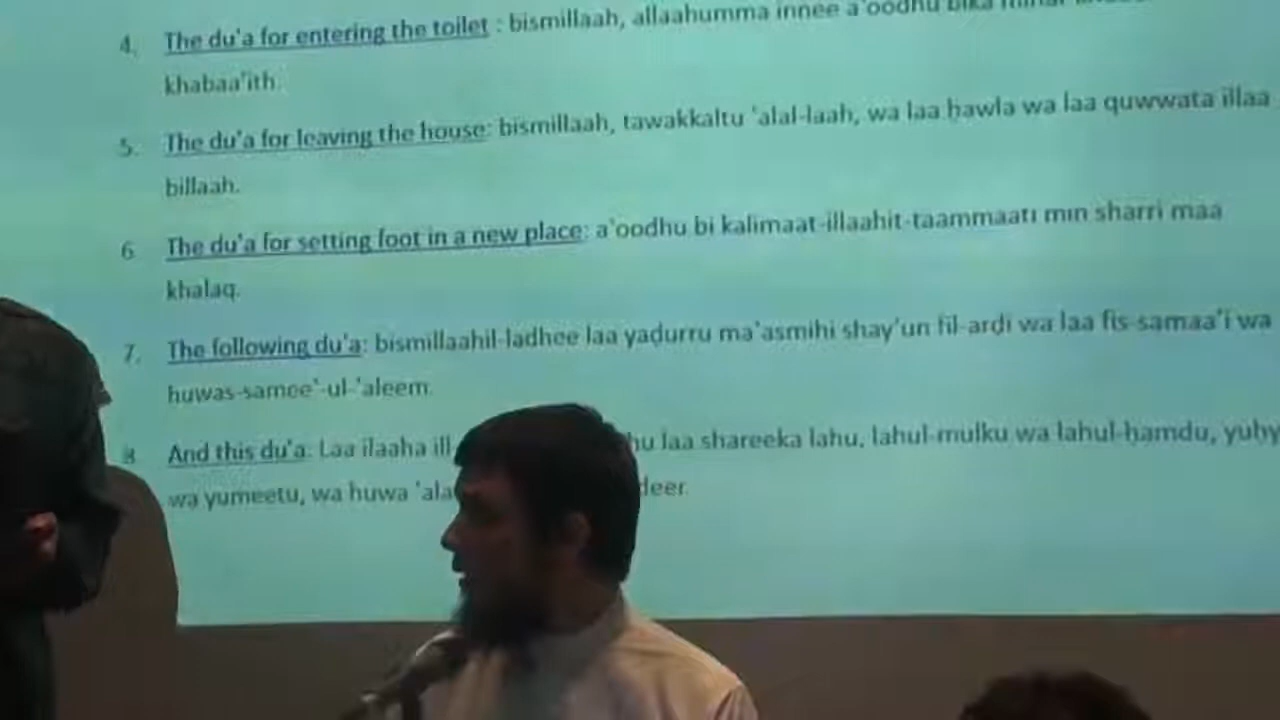 4. The du'a for entering the toilet : bismillaah, allaahumma innee a'oodhu bika minal
khabaa'ith.
5. The du'a for leaving the house: bismillaah, tawakkaltu 'alal-laah, wa laa ḥawla wa laa quwwata illaa
billaah.
6. The du'a for setting foot in a new place: a'oodhu bi kalimaat-illaahit-taammaati min sharri maa
khalaq.
7. The following du'a: bismillaahil-ladhee laa yaḍurru ma'asmihi shay'un fil-arḍi wa laa fis-samaa'i wa
huwas-samee'-ul-'aleem.
8. And this du'a: Laa ilaaha ill hu laa shareeka lahu, lahul-mulku wa lahul-ḥamdu, yuḥy
wa yumeetu, wa huwa 'ala deer.